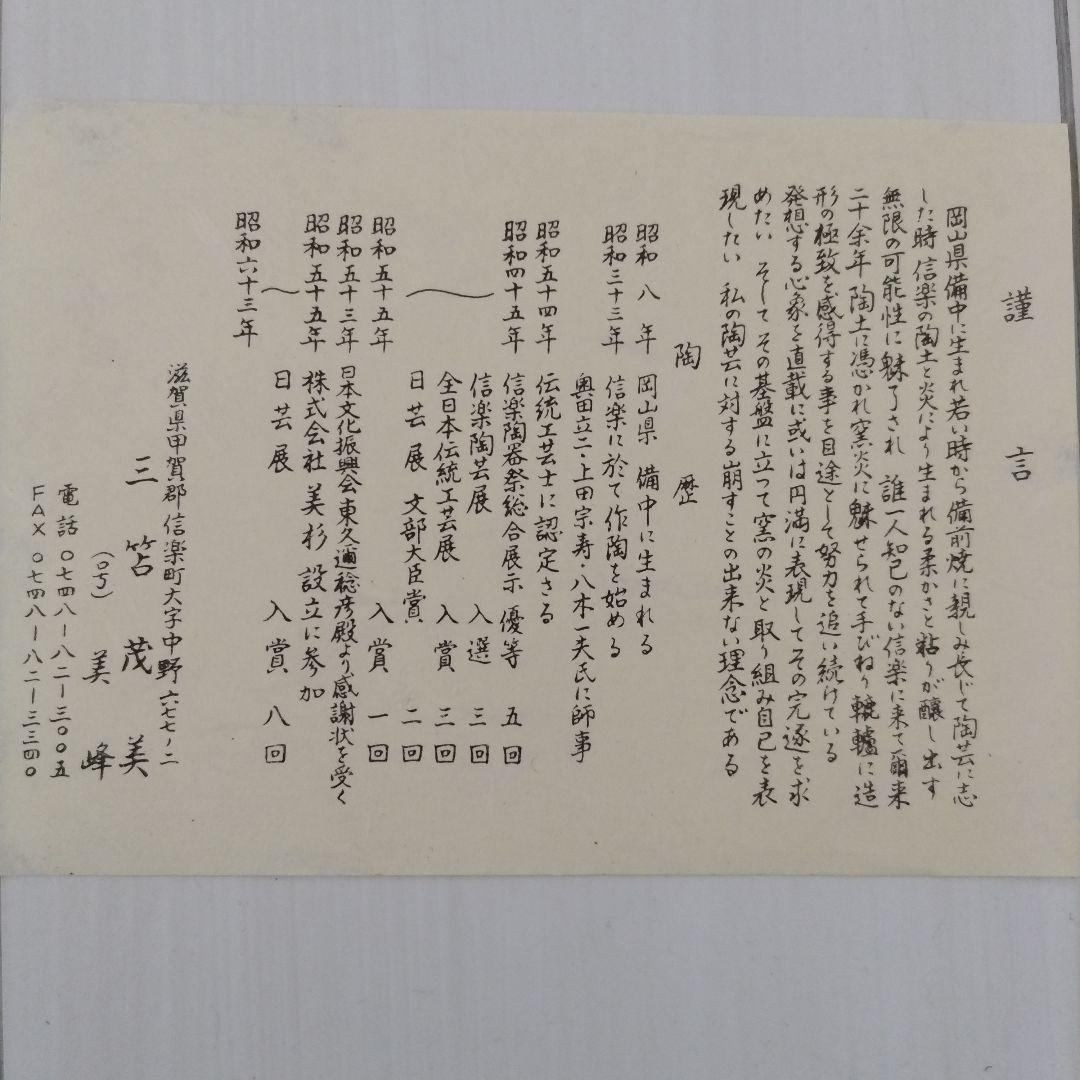 謹言
岡山県備中に生まれ若い時から備前焼に親しみ長じて陶芸に志
した時 信楽の陶土と炎により生まれる柔かさと粘りが醸し出す
無限の可能性に魅了され 誰一人知己のない信楽に来て爾来
二十余年 陶土に憑かれ窯炎に魅せられて手びねり轆轤に造
形の極致を感得する事を目途として努力を追い続けている
発想する心象を直載に或いは円満に表現してその完遂を求
めたい そして その基盤に立つて窯の炎と取り組み自己を表
現したい 私の陶芸に対する崩すことの出来ない理念である
陶歴
昭和八年 岡山県 備中に生まれる
昭和三十三年 信楽に於て作陶を始める
奥田立二・上田宗寿・八木一夫氏に師事
昭和五十四年 伝統工芸士に認定さる
昭和四十五年 信楽陶器祭総合展示 優等 五回
信楽陶芸展 入選 三回
全日本伝統工芸展 入賞 三回
日芸展 文部大臣賞 二回
昭和五十五年 入賞 一回
昭和五十三年 日本文化振興会東久邇稔彦殿より感謝状を受く
昭和五十五年 株式会社 美杉 設立に参加
〜 日芸展 入賞 八回
昭和六十三年
滋賀県甲賀郡信楽町大字中野六七七ノ二
三筈茂美
(ロ寸) 美峰
電話〇七四八ー八二ー三〇〇五
FAX〇七四八ー八二ー三三四〇